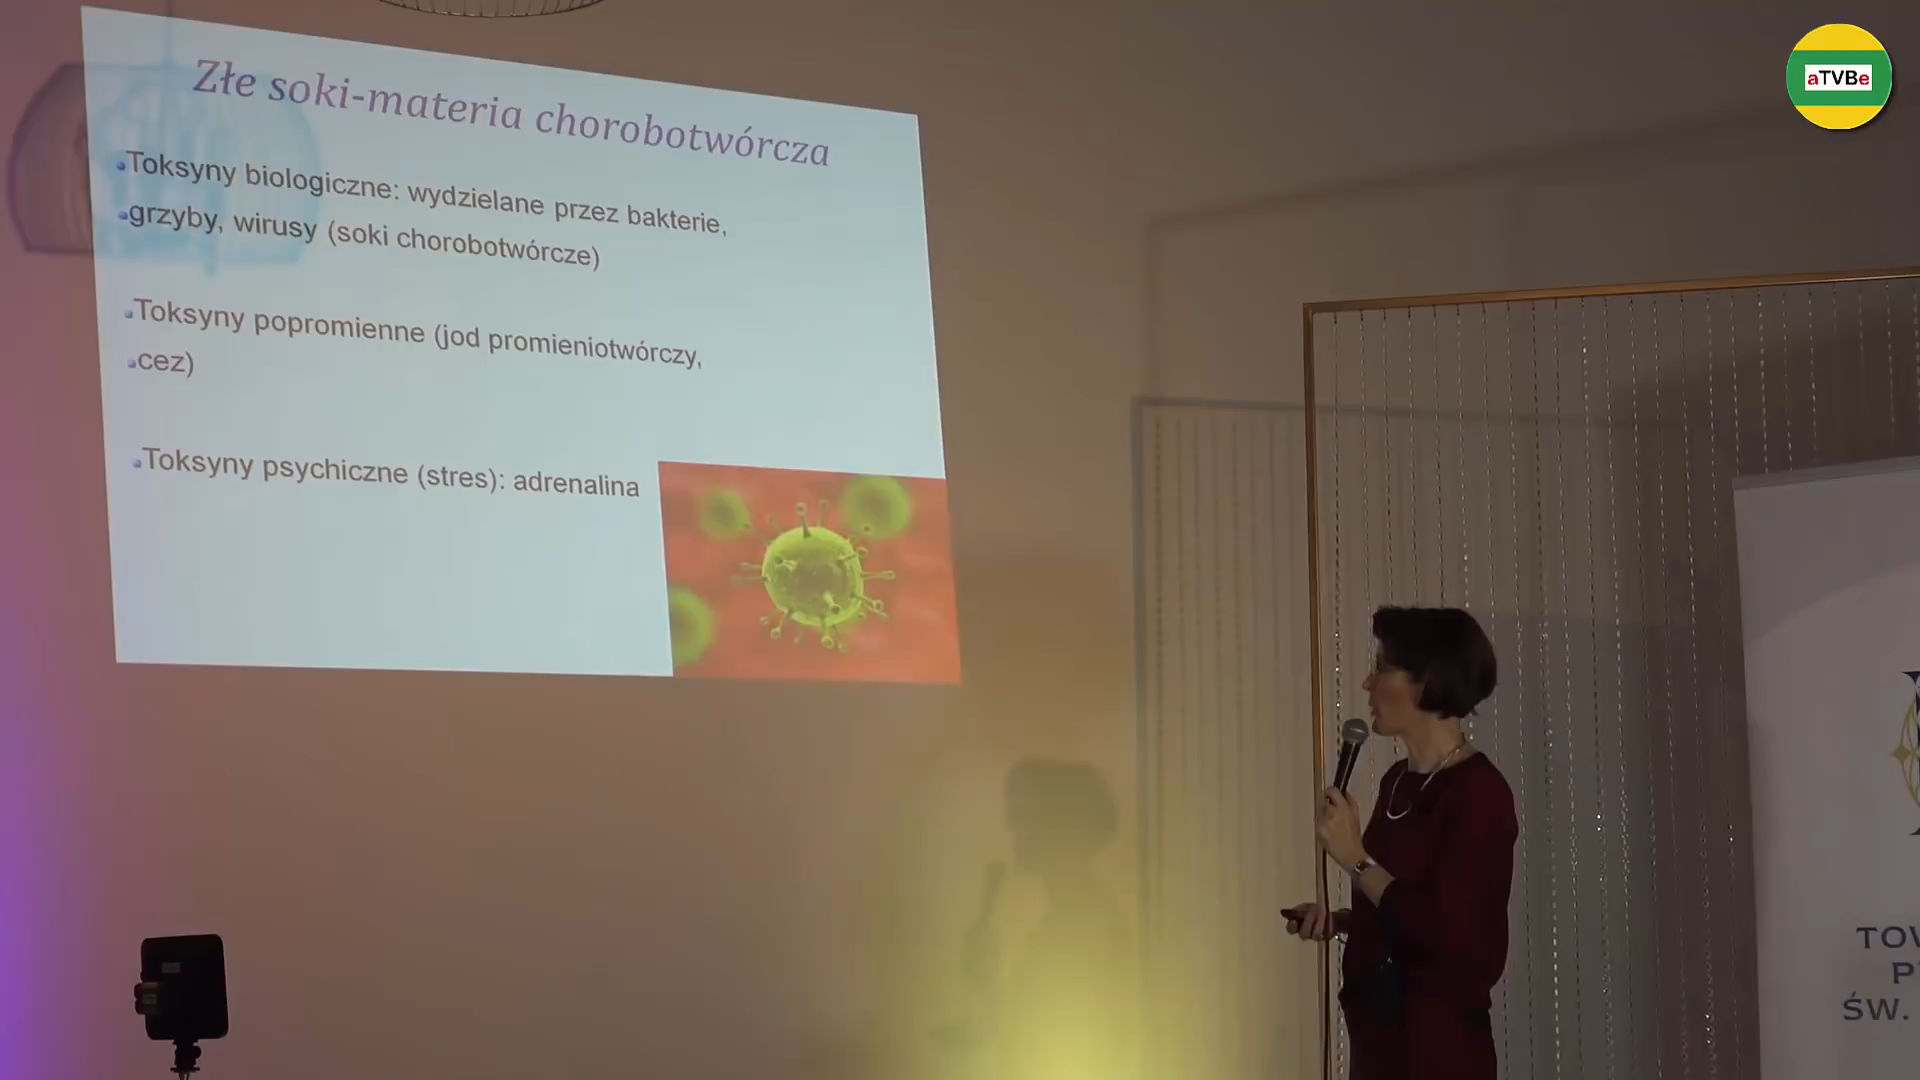 aTVBe
Złe soki-materia chorobotwórcza
Toksyny biologiczne: wydzielane przez bakterie,
grzyby, wirusy (soki chorobotwórcze)
Toksyny popromienne (jod promieniotwórczy,
cez)
Toksyny psychiczne (stres): adrenalina
ŚW.